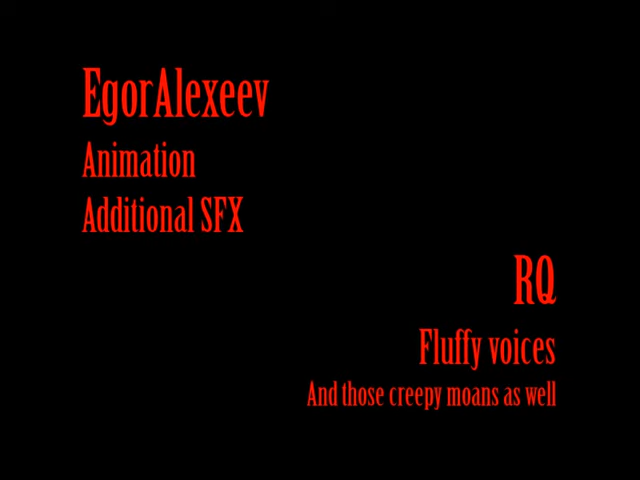 EgorAlexeev
Animation
Additional SFX
RQ
Fluffy voices
And those creepy moans as well